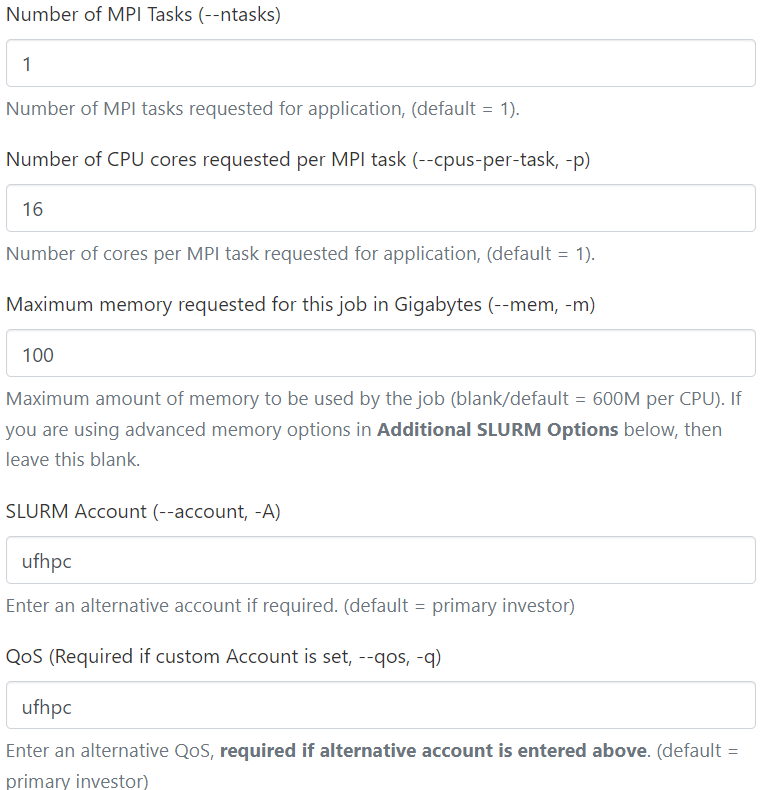 Number of MPI Tasks (--ntasks)
1
Number of MPI tasks requested for application, (default = 1).
Number of CPU cores requested per MPI task (--cpus-per-task, -p)
16
Number of cores per MPI task requested for application, (default = 1).
Maximum memory requested for this job in Gigabytes (--mem, -m)
100
Maximum amount of memory to be used by the job (blank/default = 600M per CPU). If
you are using advanced memory options in Additional SLURM Options below, then
leave this blank.
SLURM Account (--account, -A)
ufhpc
Enter an alternative account if required. (default = primary investor)
QoS (Required if custom Account is set, --qos, -q)
ufhpc
Enter an alternative QoS, required if alternative account is entered above. (default =
primary investor)